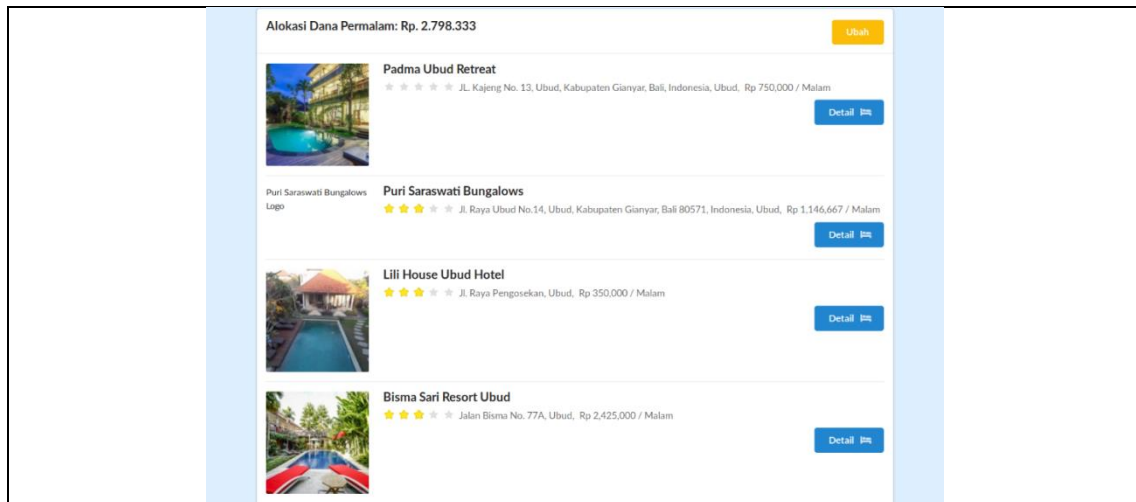 Alokasi Dana Permalam: Rp. 2.798.333
Ubah
Padma Ubud Retreat
JL. Kajeng No. 13, Ubud, Kabupaten Gianyar, Bali, Indonesia, Ubud, Rp 750,000 / Malam
Detail
Puri Saraswati Bungalows
Logo
Puri Saraswati Bungalows
Jl. Raya Ubud No.14, Ubud, Kabupaten Gianyar, Bali 80571, Indonesia, Ubud, Rp 1,146,667 / Malam
Detail
Lili House Ubud Hotel
Jl. Raya Pengosekan, Ubud, Rp 350,000 / Malam
Detail
Bisma Sari Resort Ubud
Jalan Bisma No. 77A, Ubud, Rp 2,425,000 / Malam
Detail